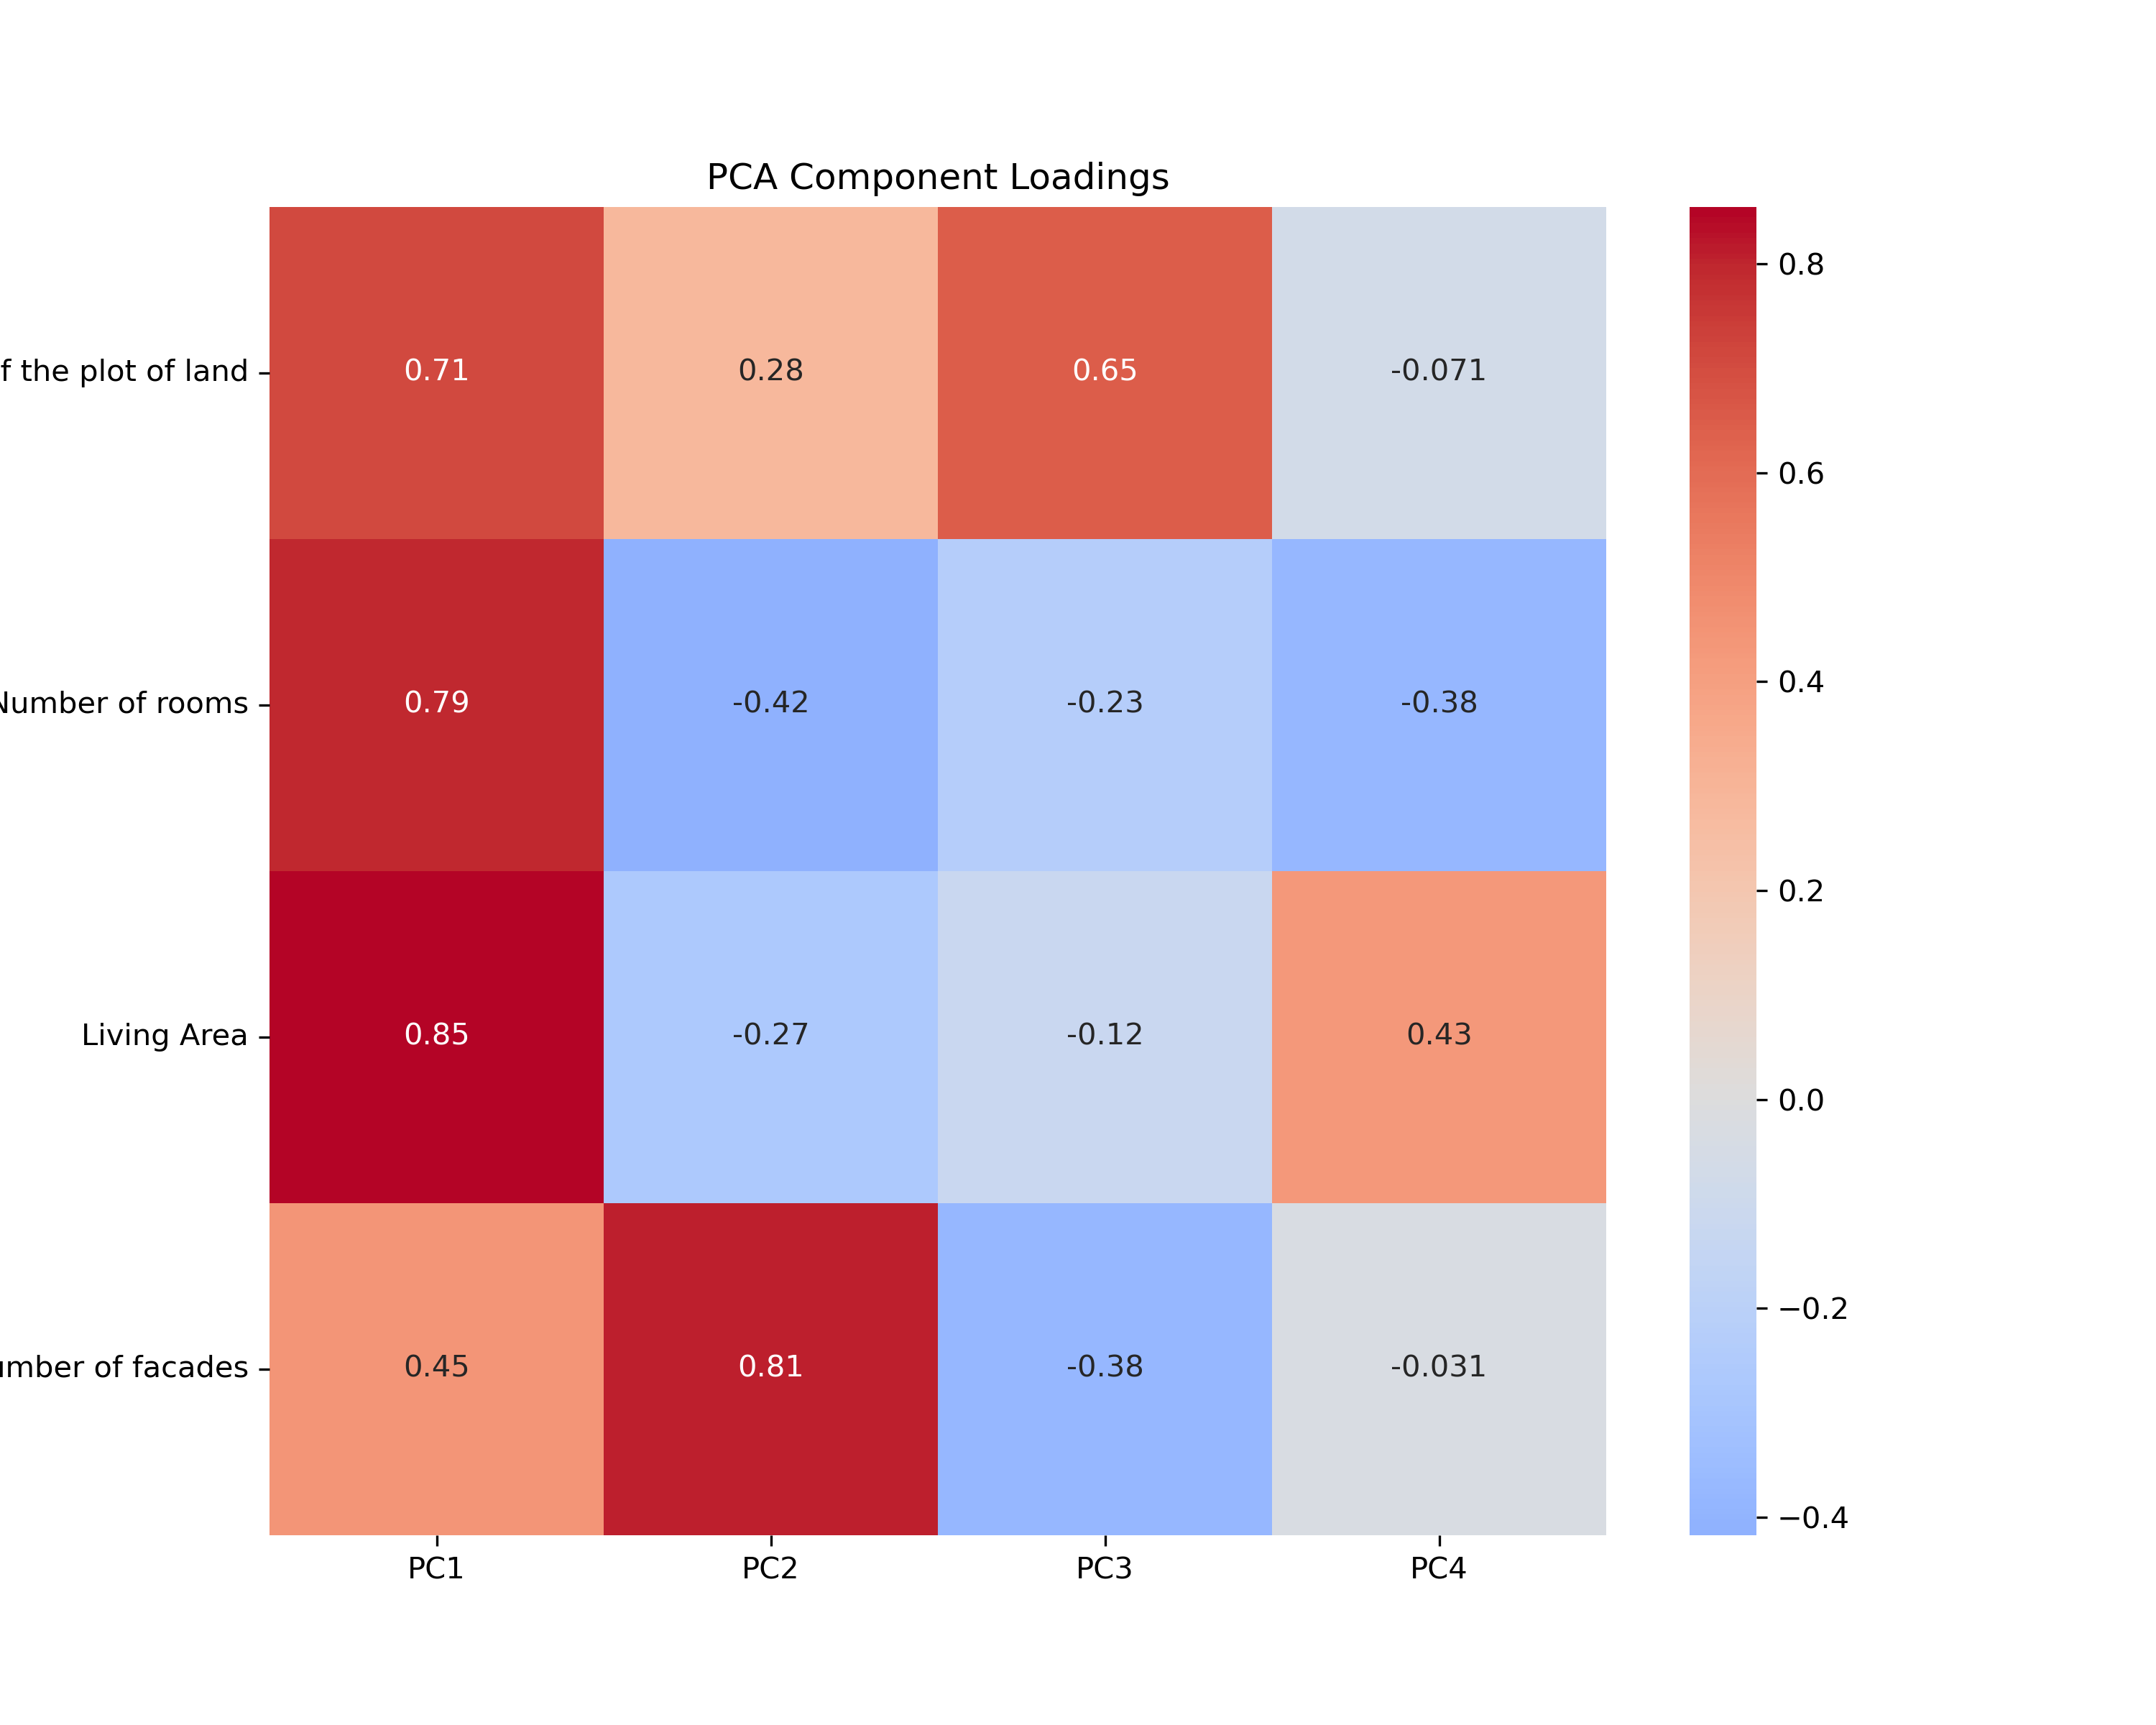 PCA Component Loadings
f the plot of land 0.71 0.28 0.65 -0.071
Number of rooms 0.79 -0.42 -0.23 -0.38
Living Area 0.85 -0.27 -0.12 0.43
umber of facades 0.45 0.81 -0.38 -0.031
PC1 PC2 PC3 PC4
0.8
0.6
0.4
0.2
0.0
−0.2
−0.4